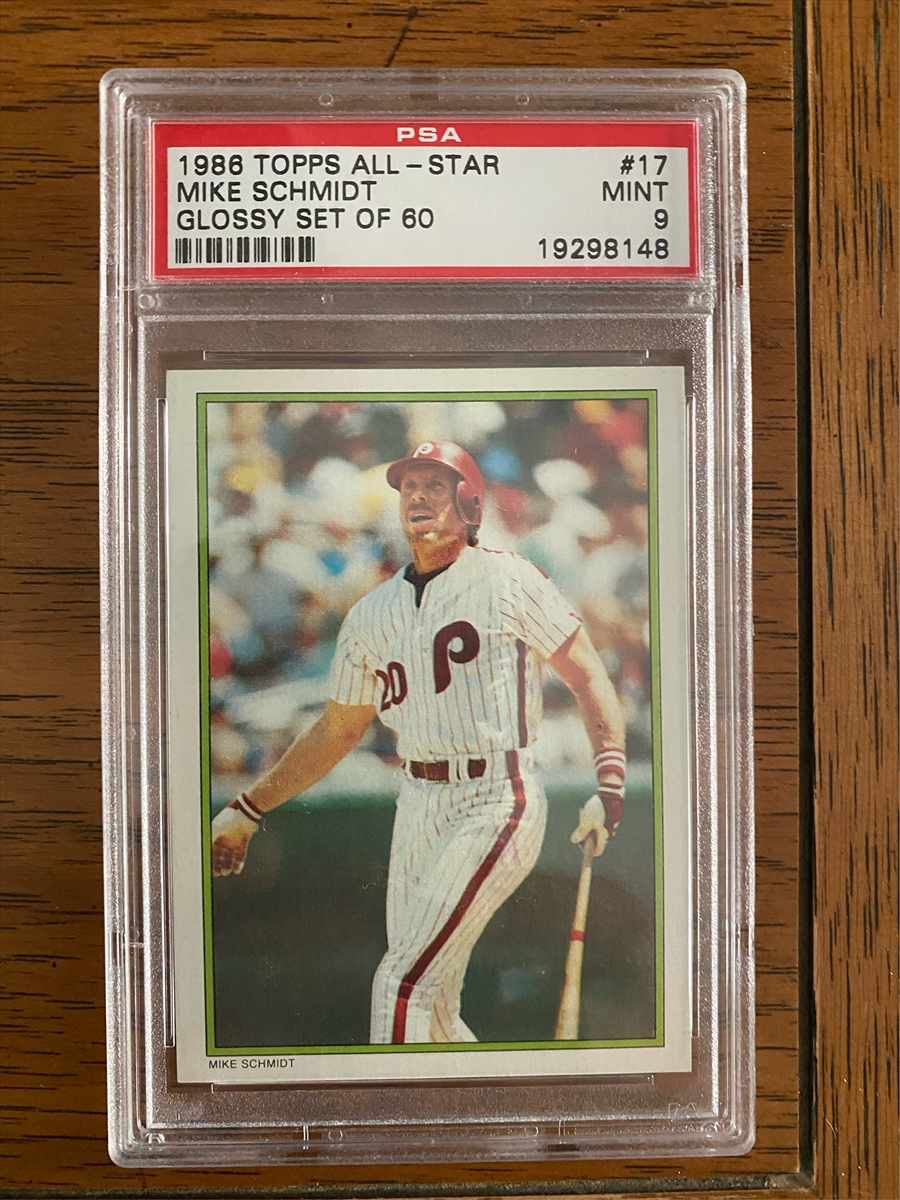 PSA
1986 TOPPS ALL-STAR #17
MIKE SCHMIDT MINT
GLOSSY SET OF 60 9
19298148
P
20 P
MIKE SCHMIDT